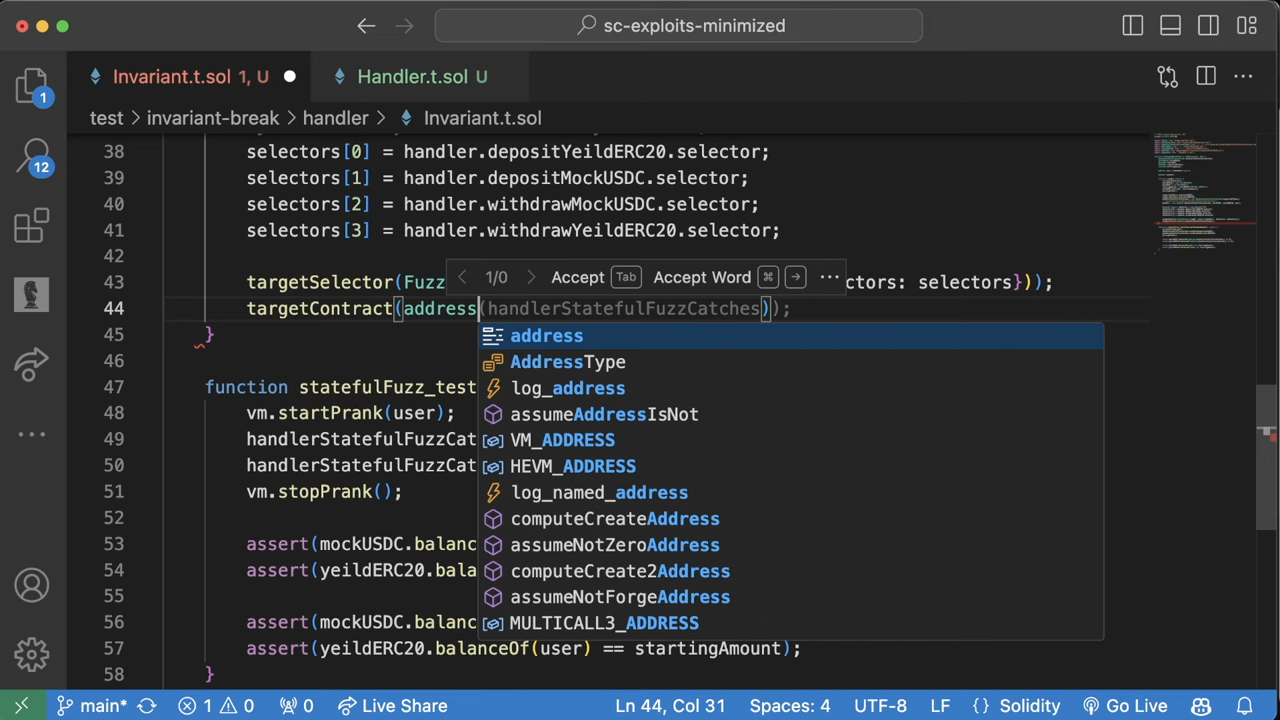 sc-exploits-minimized
Invariant.t.sol 1, U
Handler.t.sol U
test > invariant-break > handler > Invariant.t.sol
1
12
38 selectors[0] = handler.depositYeildERC20.selector;
39 selectors[1] = handler.depositMockUSDC.selector;
40 selectors[2] = handler.withdrawMockUSDC.selector;
41 selectors[3] = handler.withdrawYeildERC20.selector;
42
1/0 Accept Tab Accept Word ⌘ → ...
43 targetSelector(Fuzz ctors: selectors}));
44 targetContract(address(handlerStatefulFuzzCatches));
45 }
address
46
AddressType
47 function statefulFuzz_test
log_address
48 vm.startPrank(user);
assumeAddressIsNot
49 handlerStatefulFuzzCat
VM_ADDRESS
50 handlerStatefulFuzzCat
HEVM_ADDRESS
51 vm.stopPrank();
log_named_address
52
computeCreateAddress
53 assert(mockUSDC.balanc
assumeNotZeroAddress
54 assert(yeildERC20.bala
computeCreate2Address
55
assumeNotForgeAddress
56 assert(mockUSDC.balanc
MULTICALL3_ADDRESS
57 assert(yeildERC20.balanceOf(user) == startingAmount);
58 }
main* 1 0 0 Live Share Ln 44, Col 31 Spaces: 4 UTF-8 LF {} Solidity Go Live